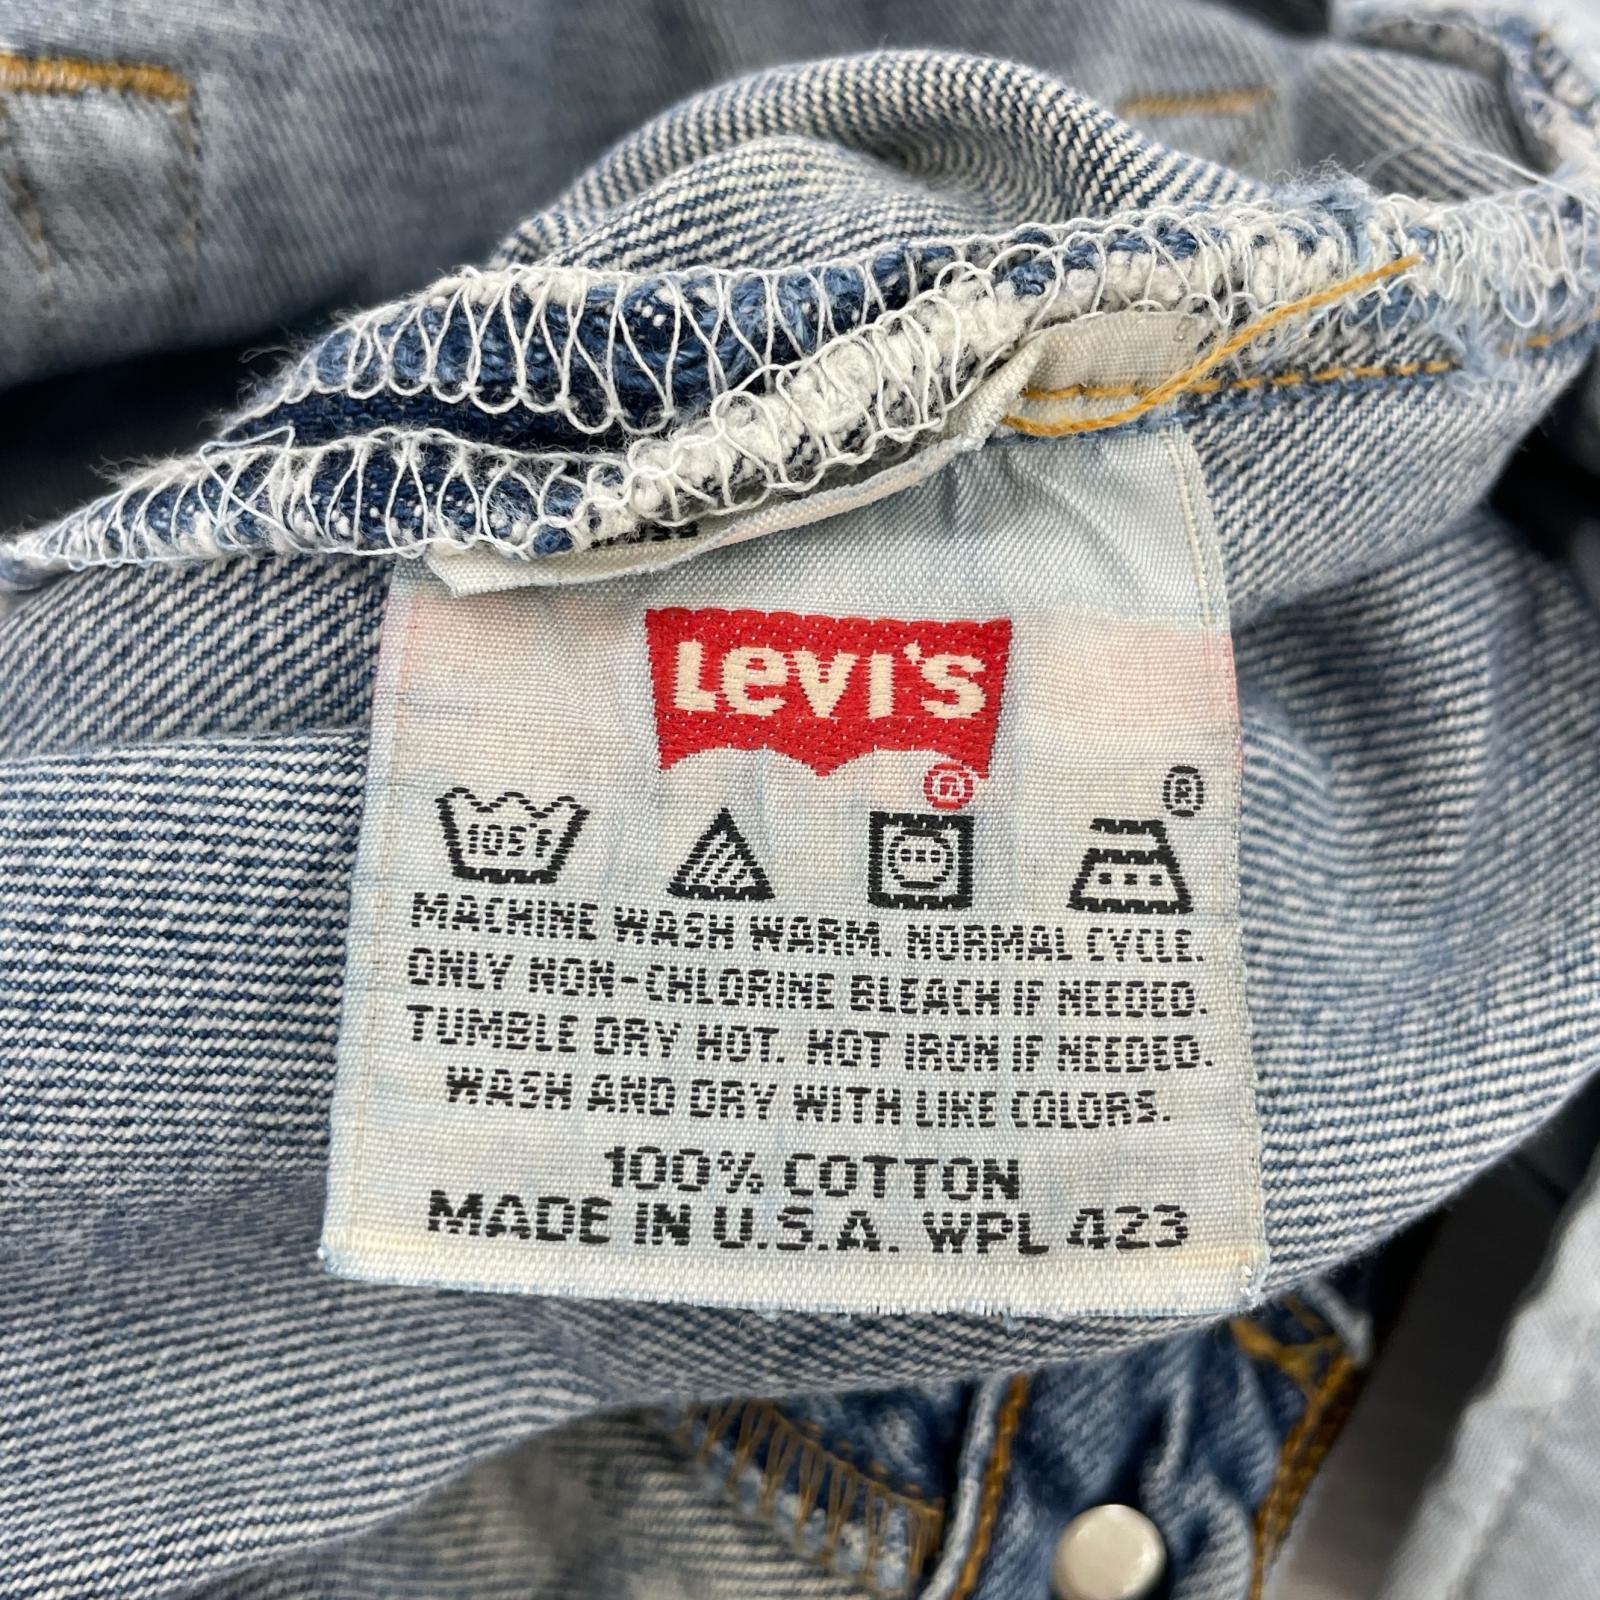 Levi's
®
®
105°F
MACHINE WASH WARM. NORMAL CYCLE.
ONLY NON-CHLORINE BLEACH IF NEEDED.
TUMBLE DRY HOT. HOT IRON IF NEEDED.
WASH AND DRY WITH LIKE COLORS.
100% COTTON
MADE IN U.S.A. WPL 423